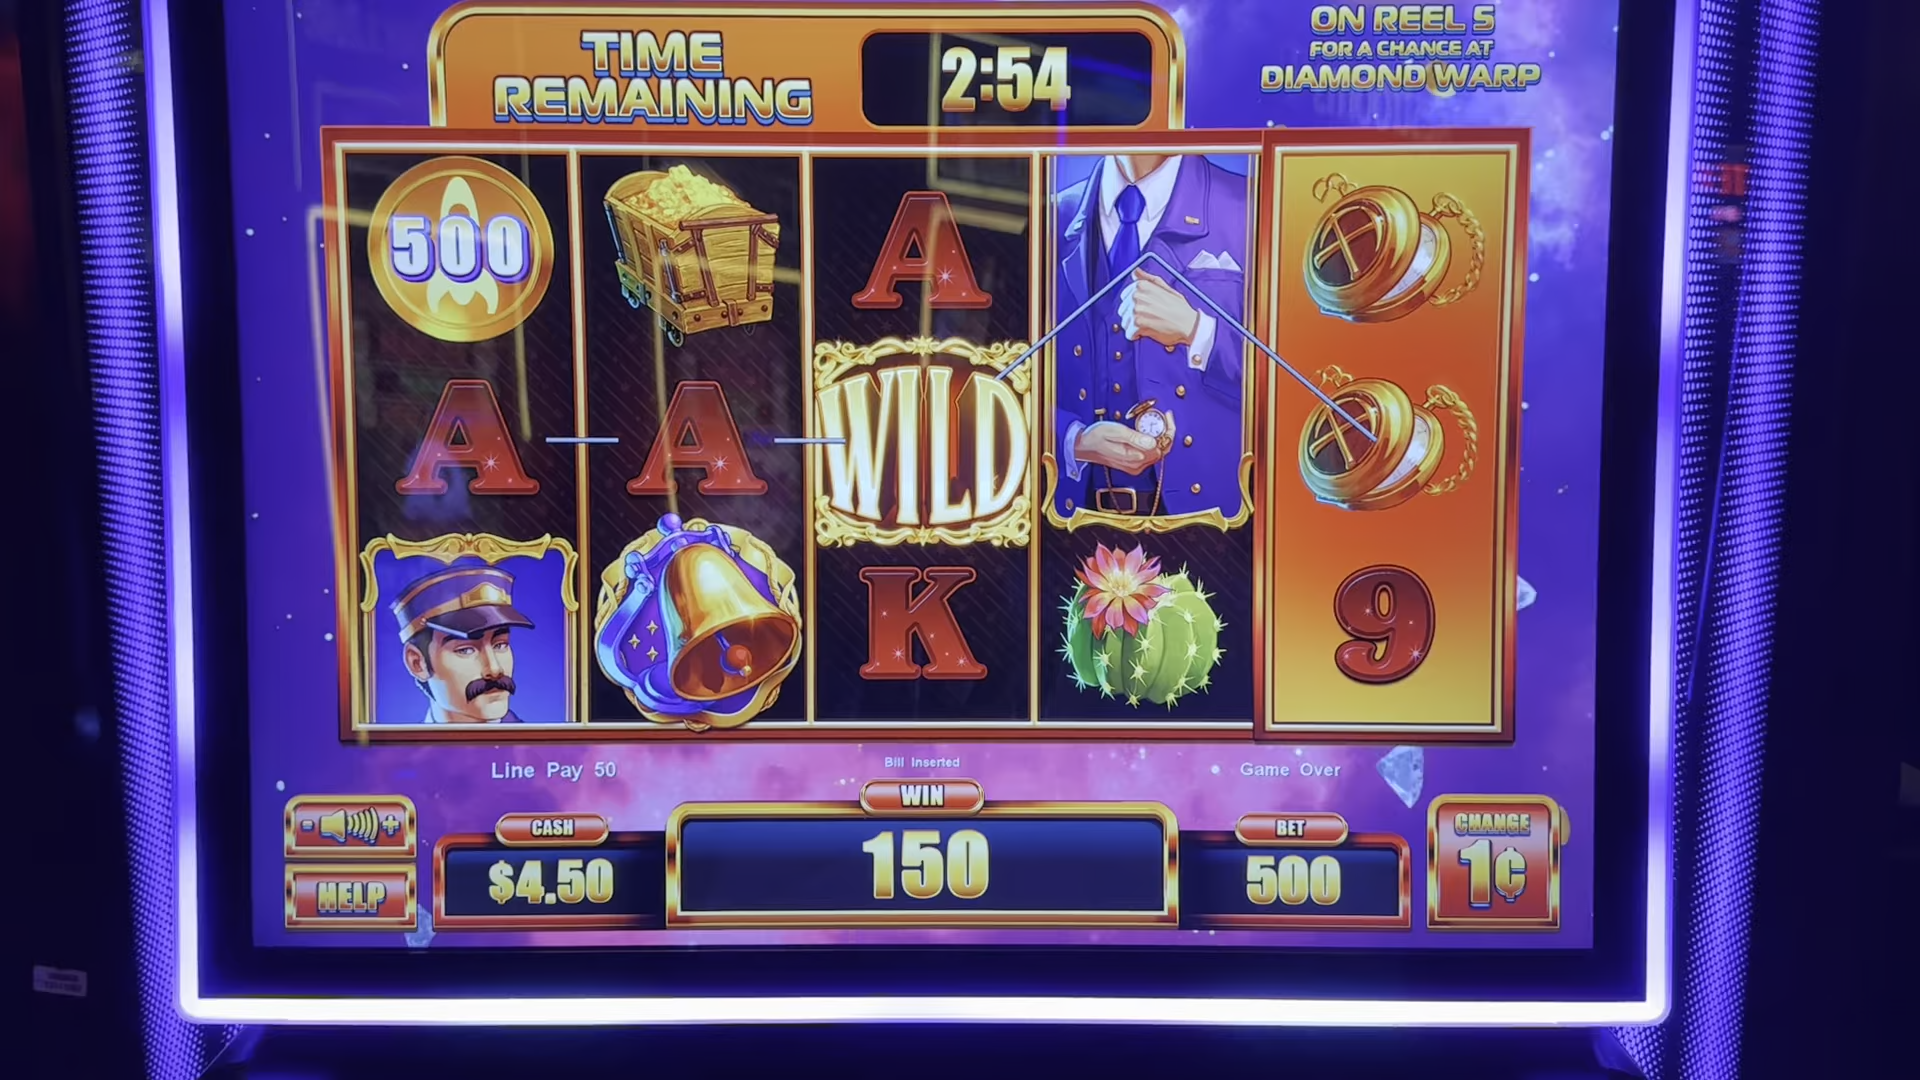 TIME
REMAINING
2:54
ON REEL 5
FOR A CHANCE AT
DIAMOND WARP
500
A
A
A
WILD
K
9
Line Pay 50
Bill Inserted
Game Over
WIN
150
- +
HELP
CASH
$4.50
BET
500
CHANGE
1¢